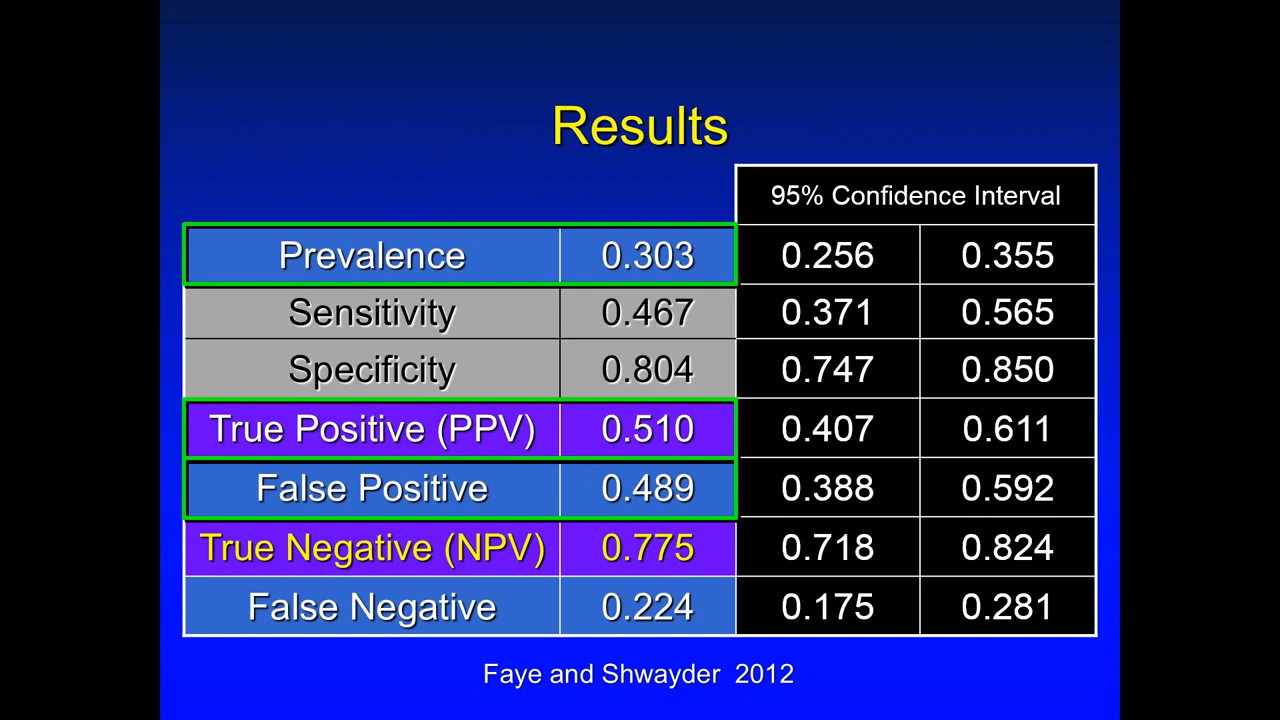 Results
95% Confidence Interval
Prevalence 0.303 0.256 0.355
Sensitivity 0.467 0.371 0.565
Specificity 0.804 0.747 0.850
True Positive (PPV) 0.510 0.407 0.611
False Positive 0.489 0.388 0.592
True Negative (NPV) 0.775 0.718 0.824
False Negative 0.224 0.175 0.281
Faye and Shwayder 2012